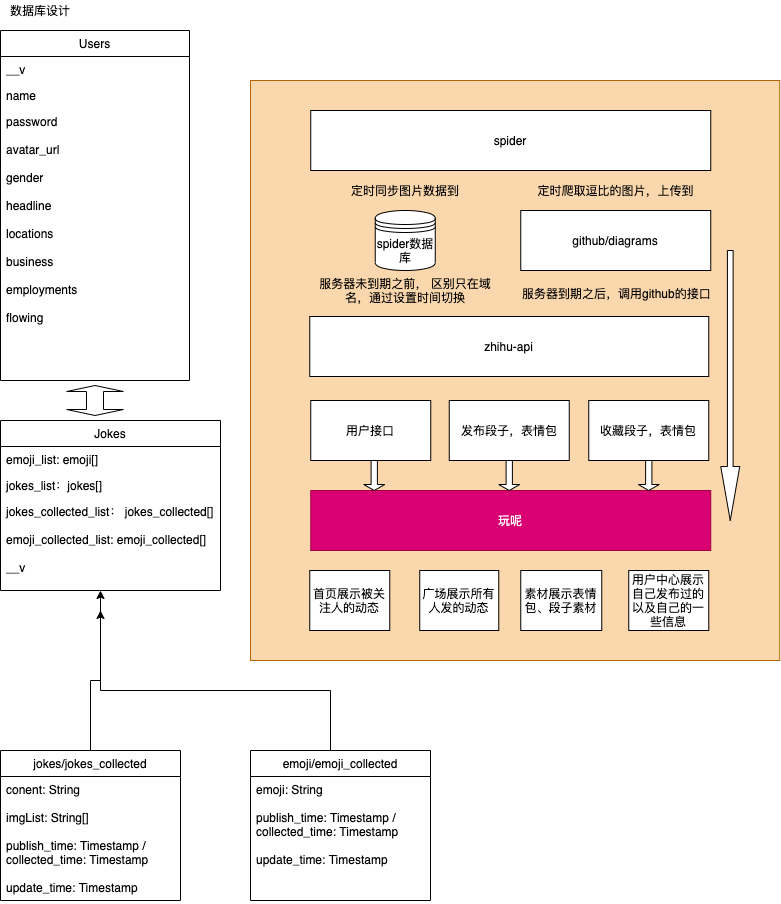 数据库设计
Users
__v
name
password
avatar_url
gender
headline
locations
business
employments
flowing
Jokes
emoji_list: emoji[]
jokes_list：jokes[]
jokes_collected_list： jokes_collected[]
emoji_collected_list: emoji_collected[]
__v
jokes/jokes_collected
conent: String
imgList: String[]
publish_time: Timestamp /
collected_time: Timestamp
update_time: Timestamp
emoji/emoji_collected
emoji: String
publish_time: Timestamp /
collected_time: Timestamp
update_time: Timestamp
spider
定时同步图片数据到
定时爬取逗比的图片，上传到
spider数据
库
github/diagrams
服务器未到期之前， 区别只在域
名，通过设置时间切换
服务器到期之后，调用github的接口
zhihu-api
用户接口
发布段子，表情包
收藏段子，表情包
玩呢
首页展示被关
注人的动态
广场展示所有
人发的动态
素材展示表情
包、段子素材
用户中心展示
自己发布过的
以及自己的一
些信息